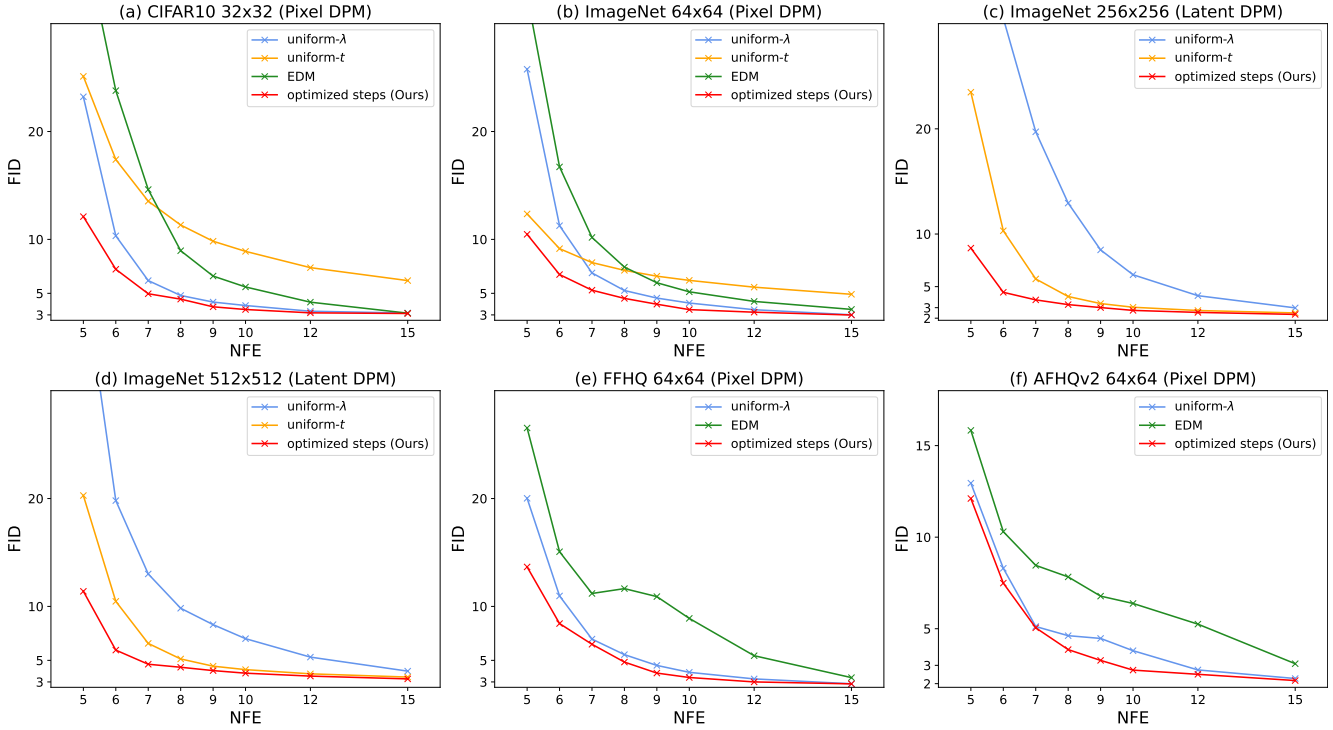 (a) CIFAR10 32x32 (Pixel DPM)
uniform-λ
uniform-t
EDM
optimized steps (Ours)
FID
20
10
5
3
5 6 7 8 9 10 12 15
NFE
(b) ImageNet 64x64 (Pixel DPM)
uniform-λ
uniform-t
EDM
optimized steps (Ours)
FID
20
10
5
3
5 6 7 8 9 10 12 15
NFE
(c) ImageNet 256x256 (Latent DPM)
uniform-λ
uniform-t
optimized steps (Ours)
FID
20
10
5
3
2
5 6 7 8 9 10 12 15
NFE
(d) ImageNet 512x512 (Latent DPM)
uniform-λ
uniform-t
optimized steps (Ours)
FID
20
10
5
3
5 6 7 8 9 10 12 15
NFE
(e) FFHQ 64x64 (Pixel DPM)
uniform-λ
EDM
optimized steps (Ours)
FID
20
10
5
3
5 6 7 8 9 10 12 15
NFE
(f) AFHQv2 64x64 (Pixel DPM)
uniform-λ
EDM
optimized steps (Ours)
FID
15
10
5
3
2
5 6 7 8 9 10 12 15
NFE